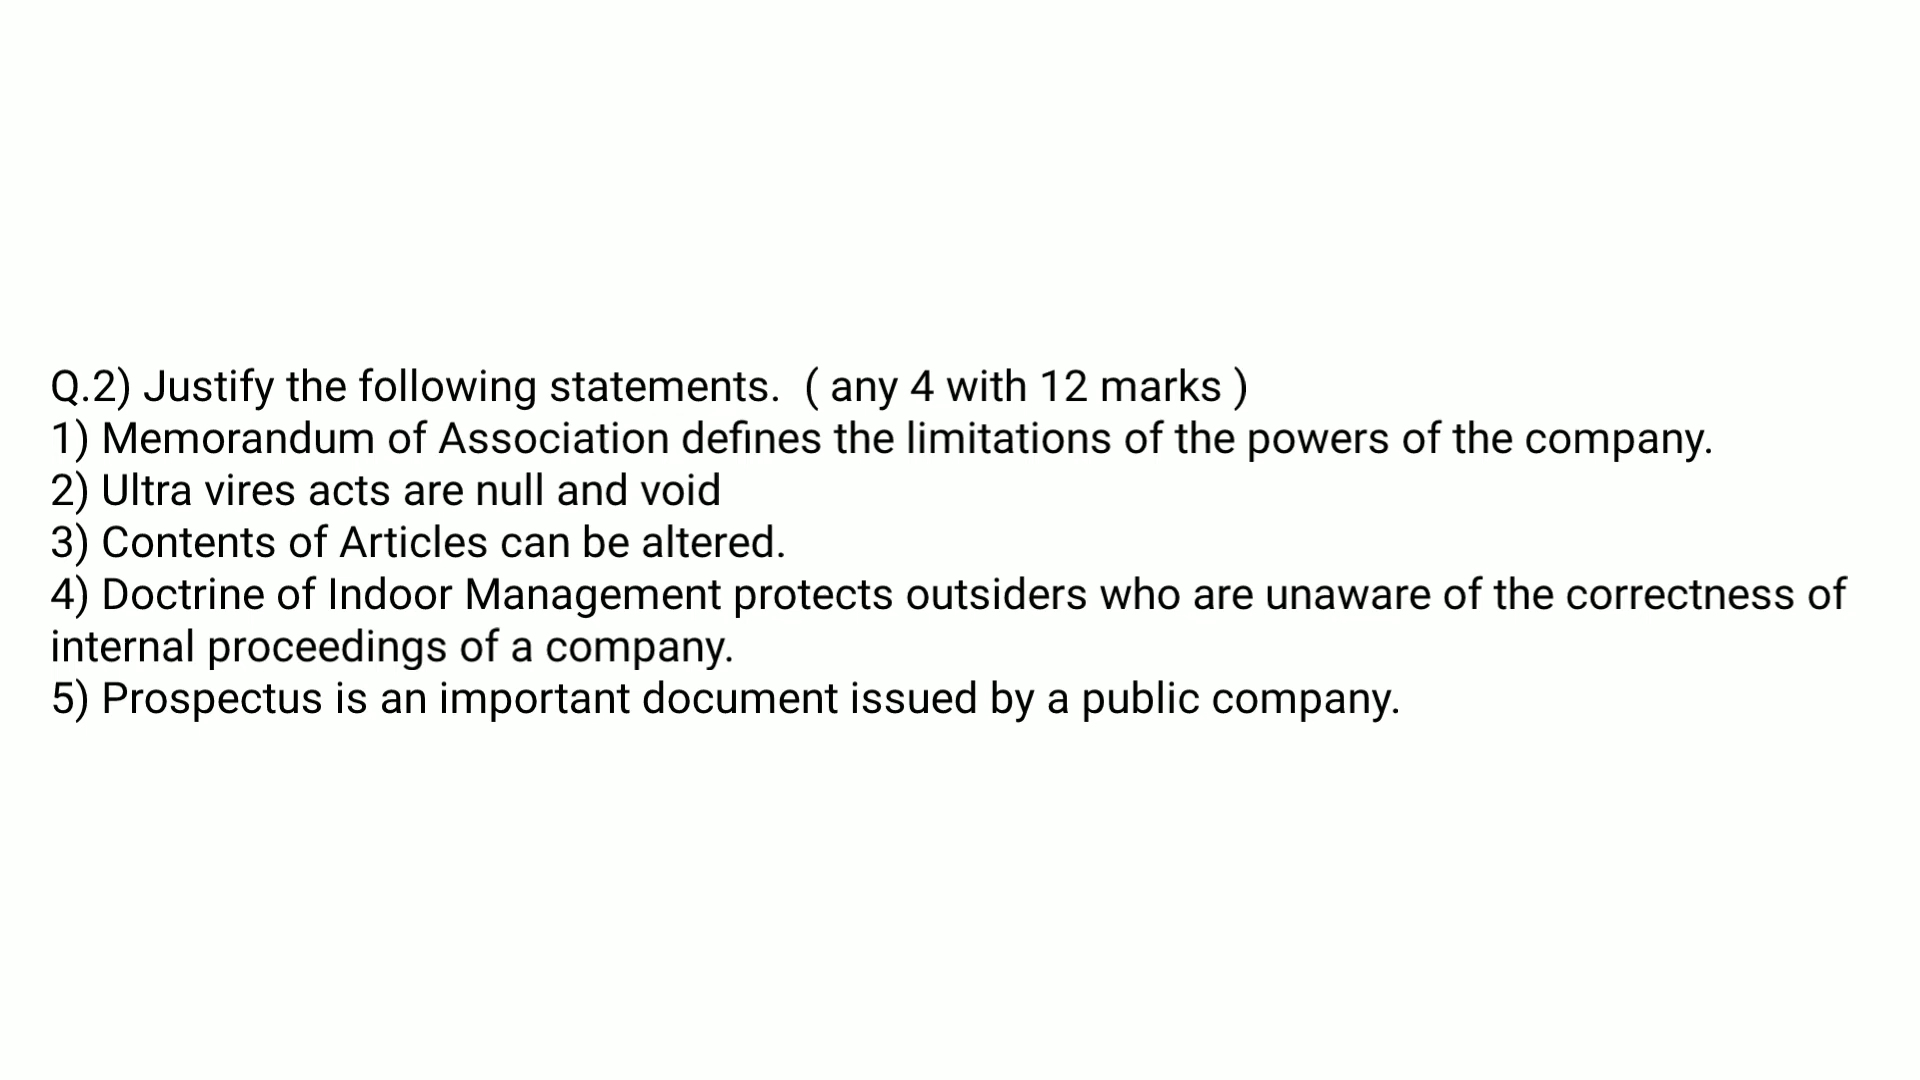 Q.2) Justify the following statements.  ( any 4 with 12 marks )
1) Memorandum of Association defines the limitations of the powers of the company.
2) Ultra vires acts are null and void
3) Contents of Articles can be altered.
4) Doctrine of Indoor Management protects outsiders who are unaware of the correctness of
internal proceedings of a company.
5) Prospectus is an important document issued by a public company.